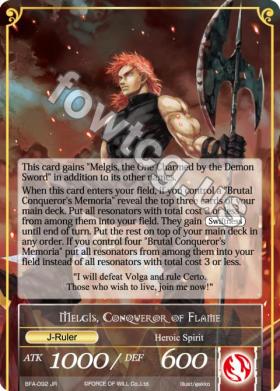 This card gains "Melgis, the One Charmed by the Demon
Sword" in addition to its other names.
When this card enters your field, if you control a "Brutal
Conqueror's Memoria" reveal the top three cards of your
main deck. Put all resonators with total cost 2 or less
from among them into your field. They gain Swiftness
until end of turn. Put the rest on top of your main deck
in any order. If you control four "Brutal Conqueror's
Memoria" put all resonators from among them into your
field instead of all resonators with total cost 3 or less.
"I will defeat Volga and rule Certo.
Those who wish to live, join me now!"
Melgis, Conqueror of Flame
J-Ruler
Heroic Spirit
ATK 1000 / DEF 600
BFA-092 JR
©FORCE OF WILL Co.,Ltd.
Illust/gekko